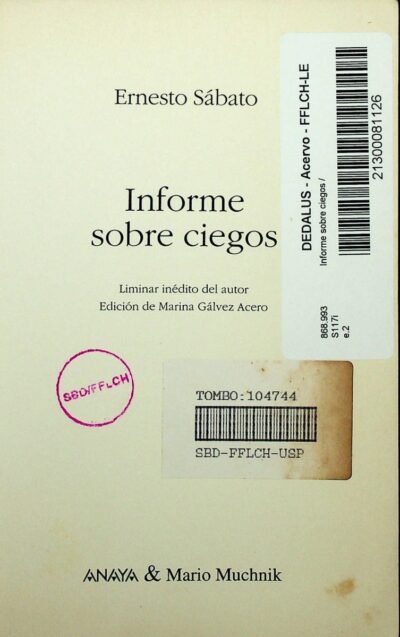 Ernesto Sábato
Informe
sobre ciegos
Liminar inédito del autor
Edición de Marina Gálvez Acero
DEDALUS - Acervo - FFLCH-LE
21300081126
Informe sobre ciegos /
868.993
S117i
e.2
SBD/FFLCH
TOMBO:104744
SBD-FFLCH-USP
ANAYA & Mario Muchnik